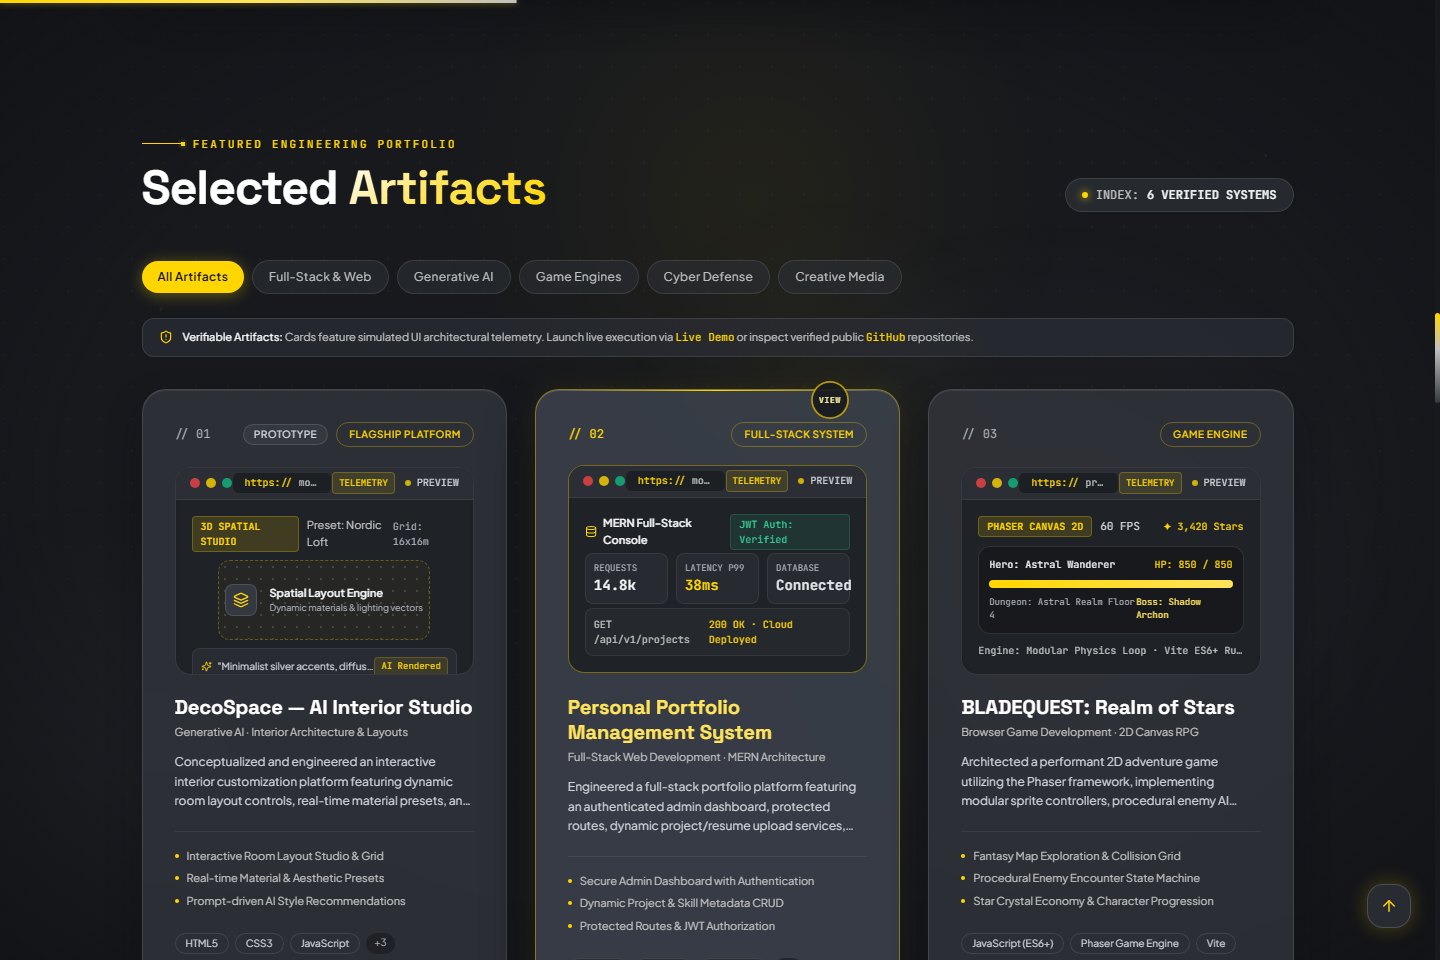 FEATURED ENGINEERING PORTFOLIO
Selected Artifacts
INDEX: 6 VERIFIED SYSTEMS
All Artifacts
Full-Stack & Web
Generative AI
Game Engines
Cyber Defense
Creative Media
Verifiable Artifacts: Cards feature simulated UI architectural telemetry. Launch live execution via Live Demo or inspect verified public GitHub repositories.
// 01
PROTOTYPE
FLAGSHIP PLATFORM
https:// mo…
TELEMETRY
PREVIEW
3D SPATIAL
STUDIO
Preset: Nordic
Loft
Grid:
16x16m
Spatial Layout Engine
Dynamic materials & lighting vectors
"Minimalist silver accents, diffus…
AI Rendered
DecoSpace — AI Interior Studio
Generative AI · Interior Architecture & Layouts
Conceptualized and engineered an interactive
interior customization platform featuring dynamic
room layout controls, real-time material presets, an…
Interactive Room Layout Studio & Grid
Real-time Material & Aesthetic Presets
Prompt-driven AI Style Recommendations
HTML5
CSS3
JavaScript
+3
VIEW
// 02
FULL-STACK SYSTEM
https:// mo…
TELEMETRY
PREVIEW
MERN Full-Stack
Console
JWT Auth:
Verified
REQUESTS
14.8k
LATENCY P99
38ms
DATABASE
Connected
GET
/api/v1/projects
200 OK · Cloud
Deployed
Personal Portfolio
Management System
Full-Stack Web Development · MERN Architecture
Engineered a full-stack portfolio platform featuring
an authenticated admin dashboard, protected
routes, dynamic project/resume upload services,…
Secure Admin Dashboard with Authentication
Dynamic Project & Skill Metadata CRUD
Protected Routes & JWT Authorization
// 03
GAME ENGINE
https:// pr…
TELEMETRY
PREVIEW
PHASER CANVAS 2D
60 FPS
✦ 3,420 Stars
Hero: Astral Wanderer
HP: 850 / 850
Dungeon: Astral Realm Floor
4
Boss: Shadow
Archon
Engine: Modular Physics Loop · Vite ES6+ Ru…
BLADEQUEST: Realm of Stars
Browser Game Development · 2D Canvas RPG
Architected a performant 2D adventure game
utilizing the Phaser framework, implementing
modular sprite controllers, procedural enemy AI…
Fantasy Map Exploration & Collision Grid
Procedural Enemy Encounter State Machine
Star Crystal Economy & Character Progression
JavaScript (ES6+)
Phaser Game Engine
Vite